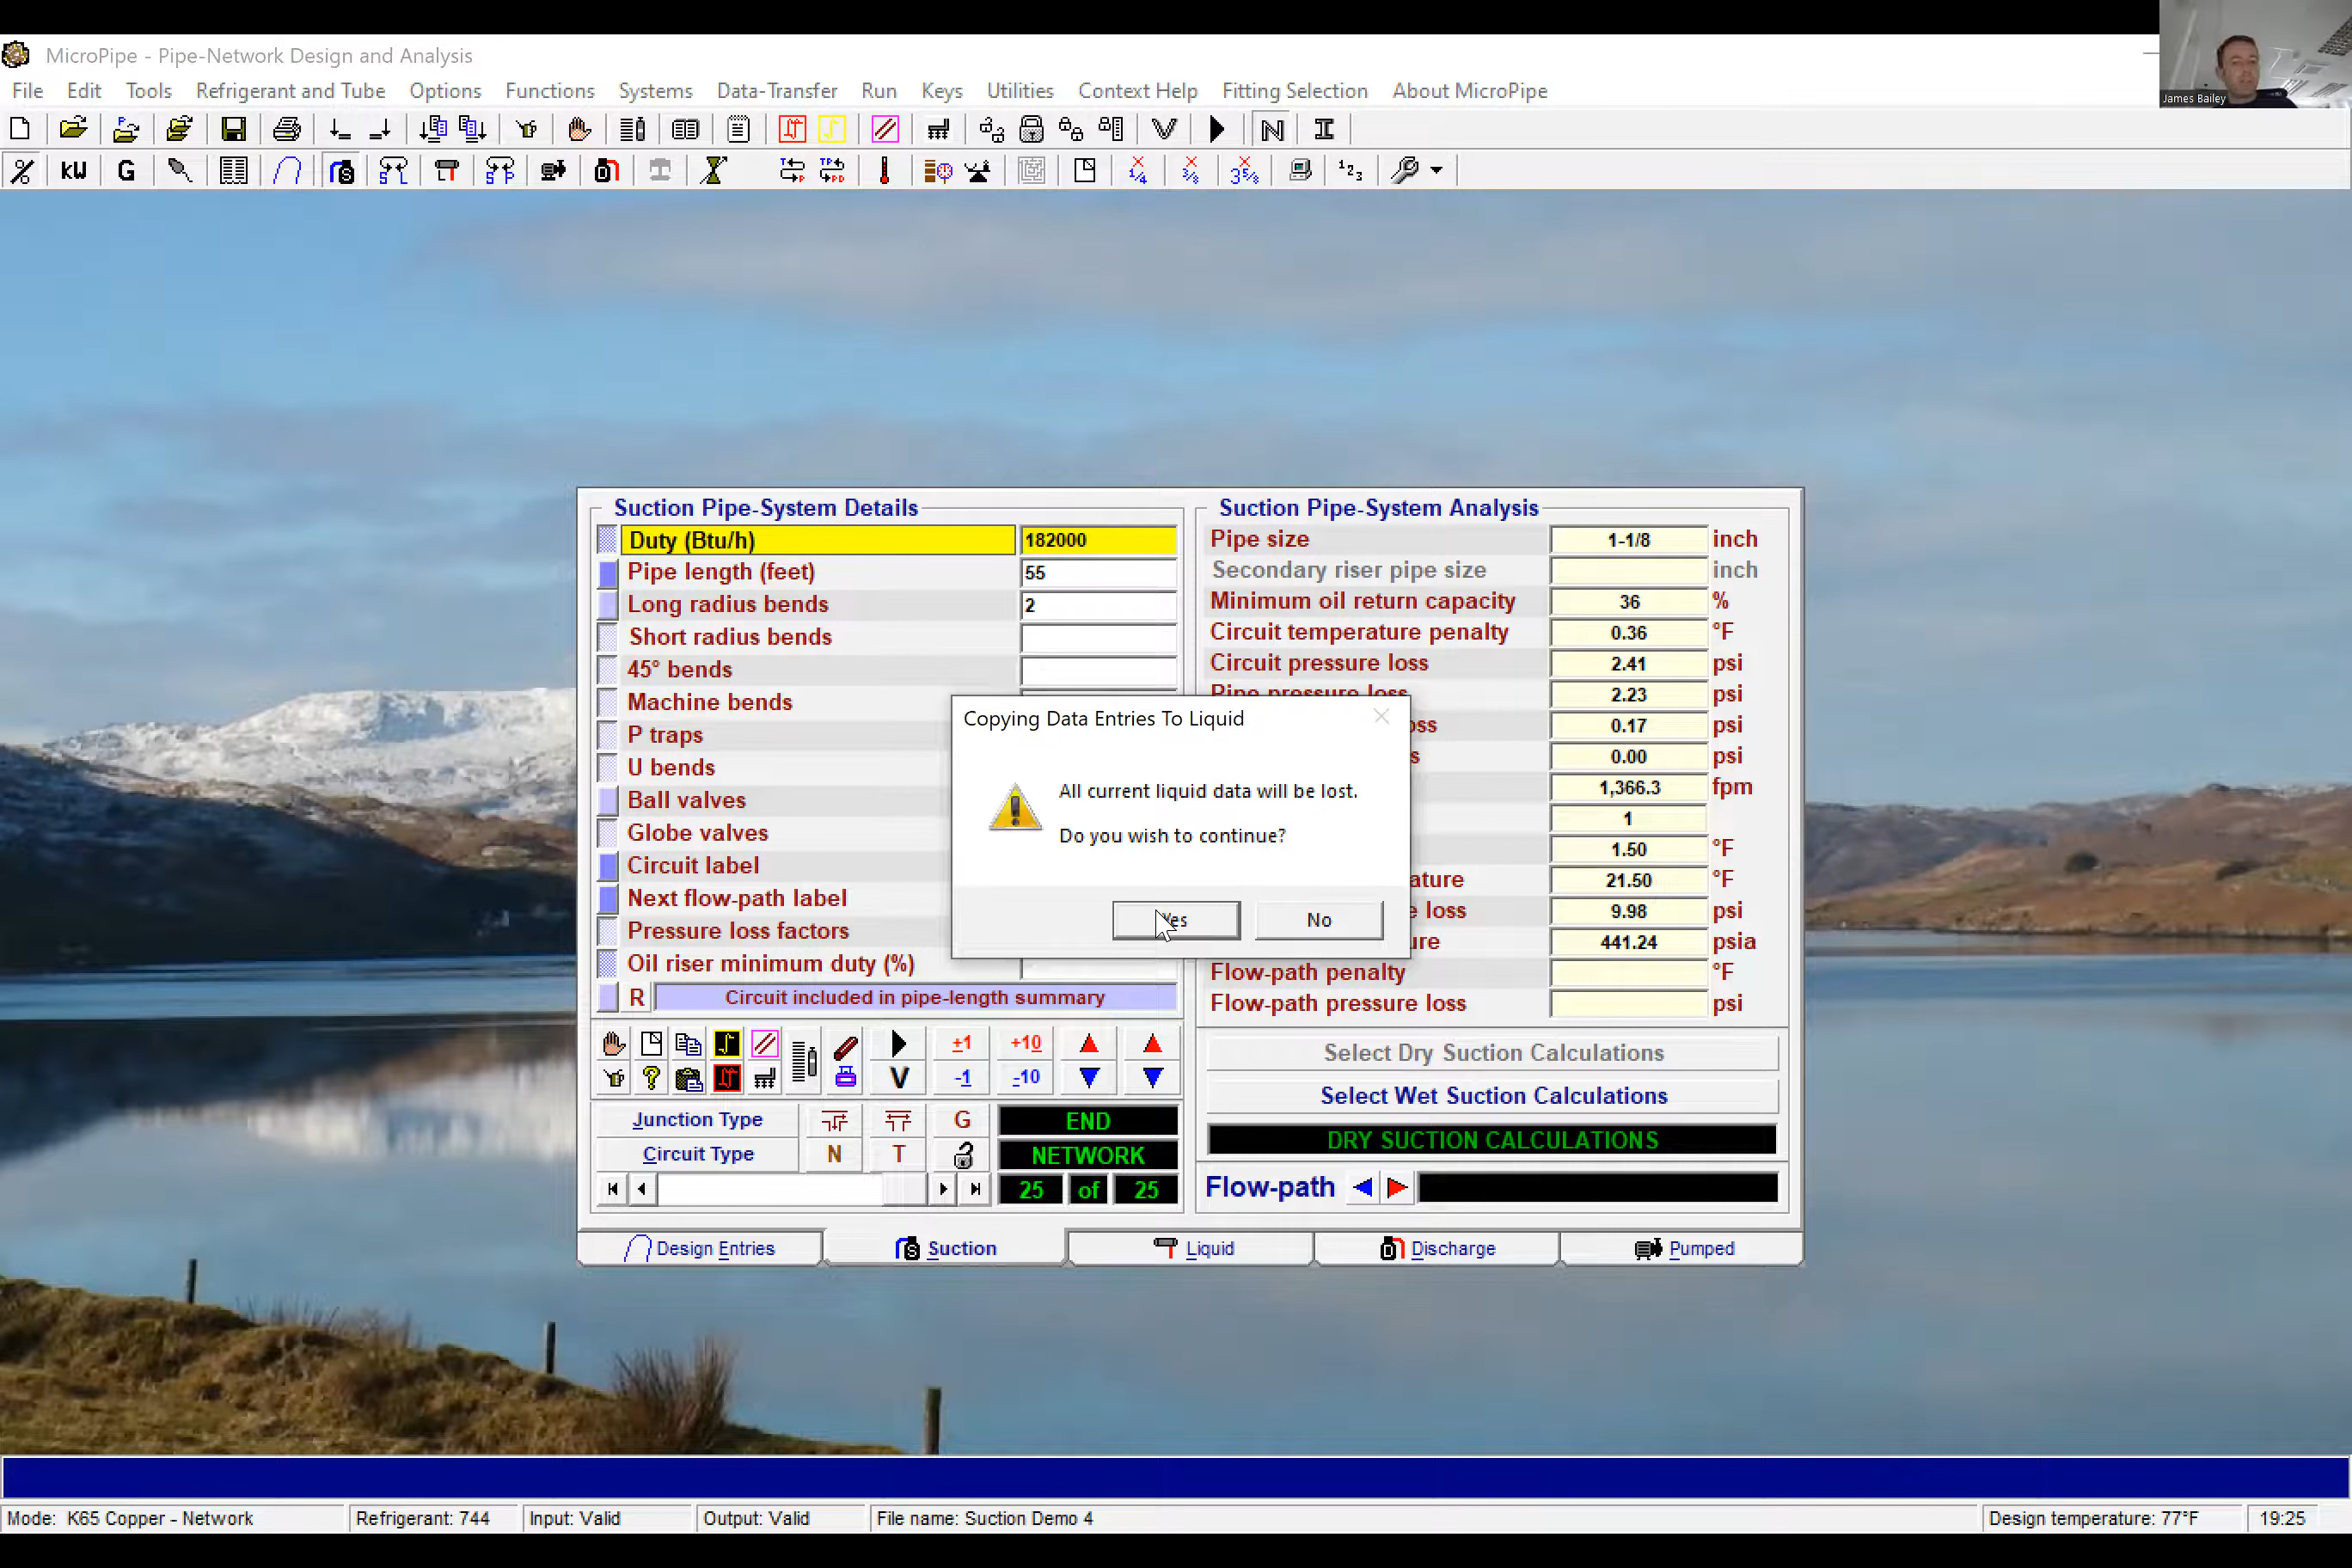 MicroPipe - Pipe-Network Design and Analysis
File Edit Tools Refrigerant and Tube Options Functions Systems Data-Transfer Run Keys Utilities Context Help Fitting Selection About MicroPipe
James Bailey
kW G
Suction Pipe-System Details
Duty (Btu/h) 182000
Pipe length (feet) 55
Long radius bends 2
Short radius bends
45° bends
Machine bends
P traps
U bends
Ball valves
Globe valves
Circuit label
Next flow-path label
Pressure loss factors
Oil riser minimum duty (%)
R Circuit included in pipe-length summary
+1 +10
V -1 -10
Junction Type G END
Circuit Type N T NETWORK
25 of 25
Suction Pipe-System Analysis
Pipe size 1-1/8 inch
Secondary riser pipe size inch
Minimum oil return capacity 36 %
Circuit temperature penalty 0.36 °F
Circuit pressure loss 2.41 psi
Pipe pressure loss 2.23 psi
oss 0.17 psi
s 0.00 psi
1,366.3 fpm
1
1.50 °F
ature 21.50 °F
e loss 9.98 psi
ure 441.24 psia
Flow-path penalty °F
Flow-path pressure loss psi
Select Dry Suction Calculations
Select Wet Suction Calculations
DRY SUCTION CALCULATIONS
Flow-path
Copying Data Entries To Liquid
All current liquid data will be lost.
Do you wish to continue?
Yes No
Design Entries Suction Liquid Discharge Pumped
Mode: K65 Copper - Network Refrigerant: 744 Input: Valid Output: Valid File name: Suction Demo 4 Design temperature: 77°F 19:25